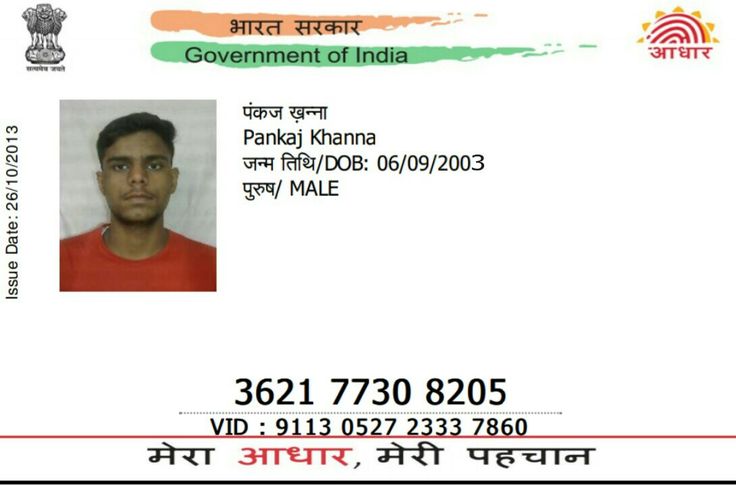 भारत सरकार
Government of India
सत्यमेव जयते
आधार
Issue Date: 26/10/2013
पंकज ख़न्ना
Pankaj Khanna
जन्म तिथि/DOB: 06/09/2003
पुरुष/ MALE
3621 7730 8205
VID : 9113 0527 2333 7860
मेरा आधार, मेरी पहचान